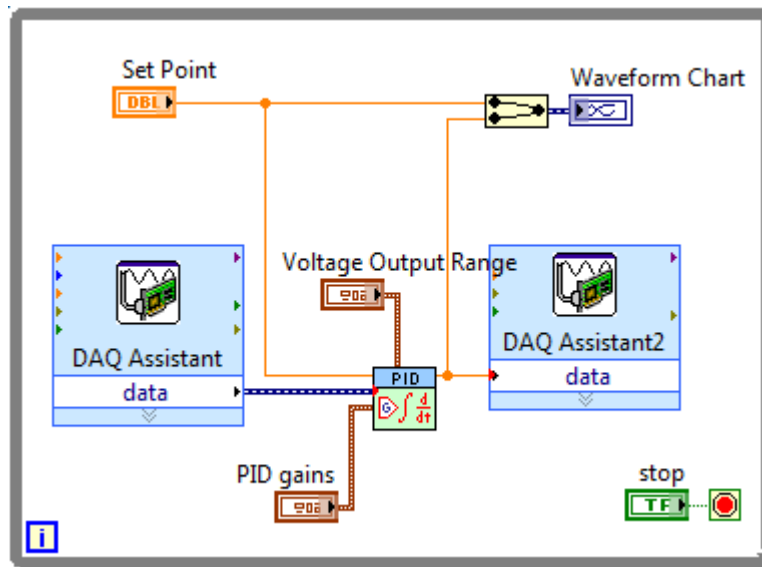 Set Point
DBL
Waveform Chart
Voltage Output Range
DAQ Assistant
data
DAQ Assistant2
data
PID
G ∫ d/dt
PID gains
stop
TF
i